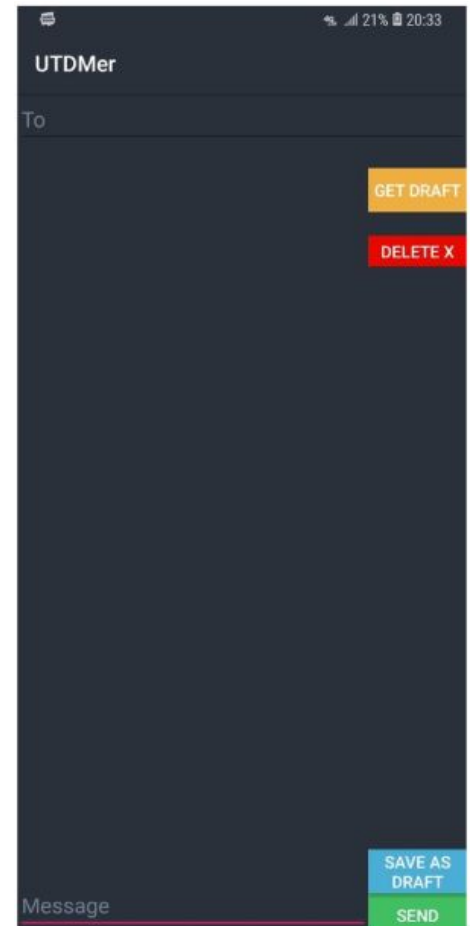 21% 20:33
UTDMer
To
GET DRAFT
DELETE X
SAVE AS
DRAFT
Message
SEND